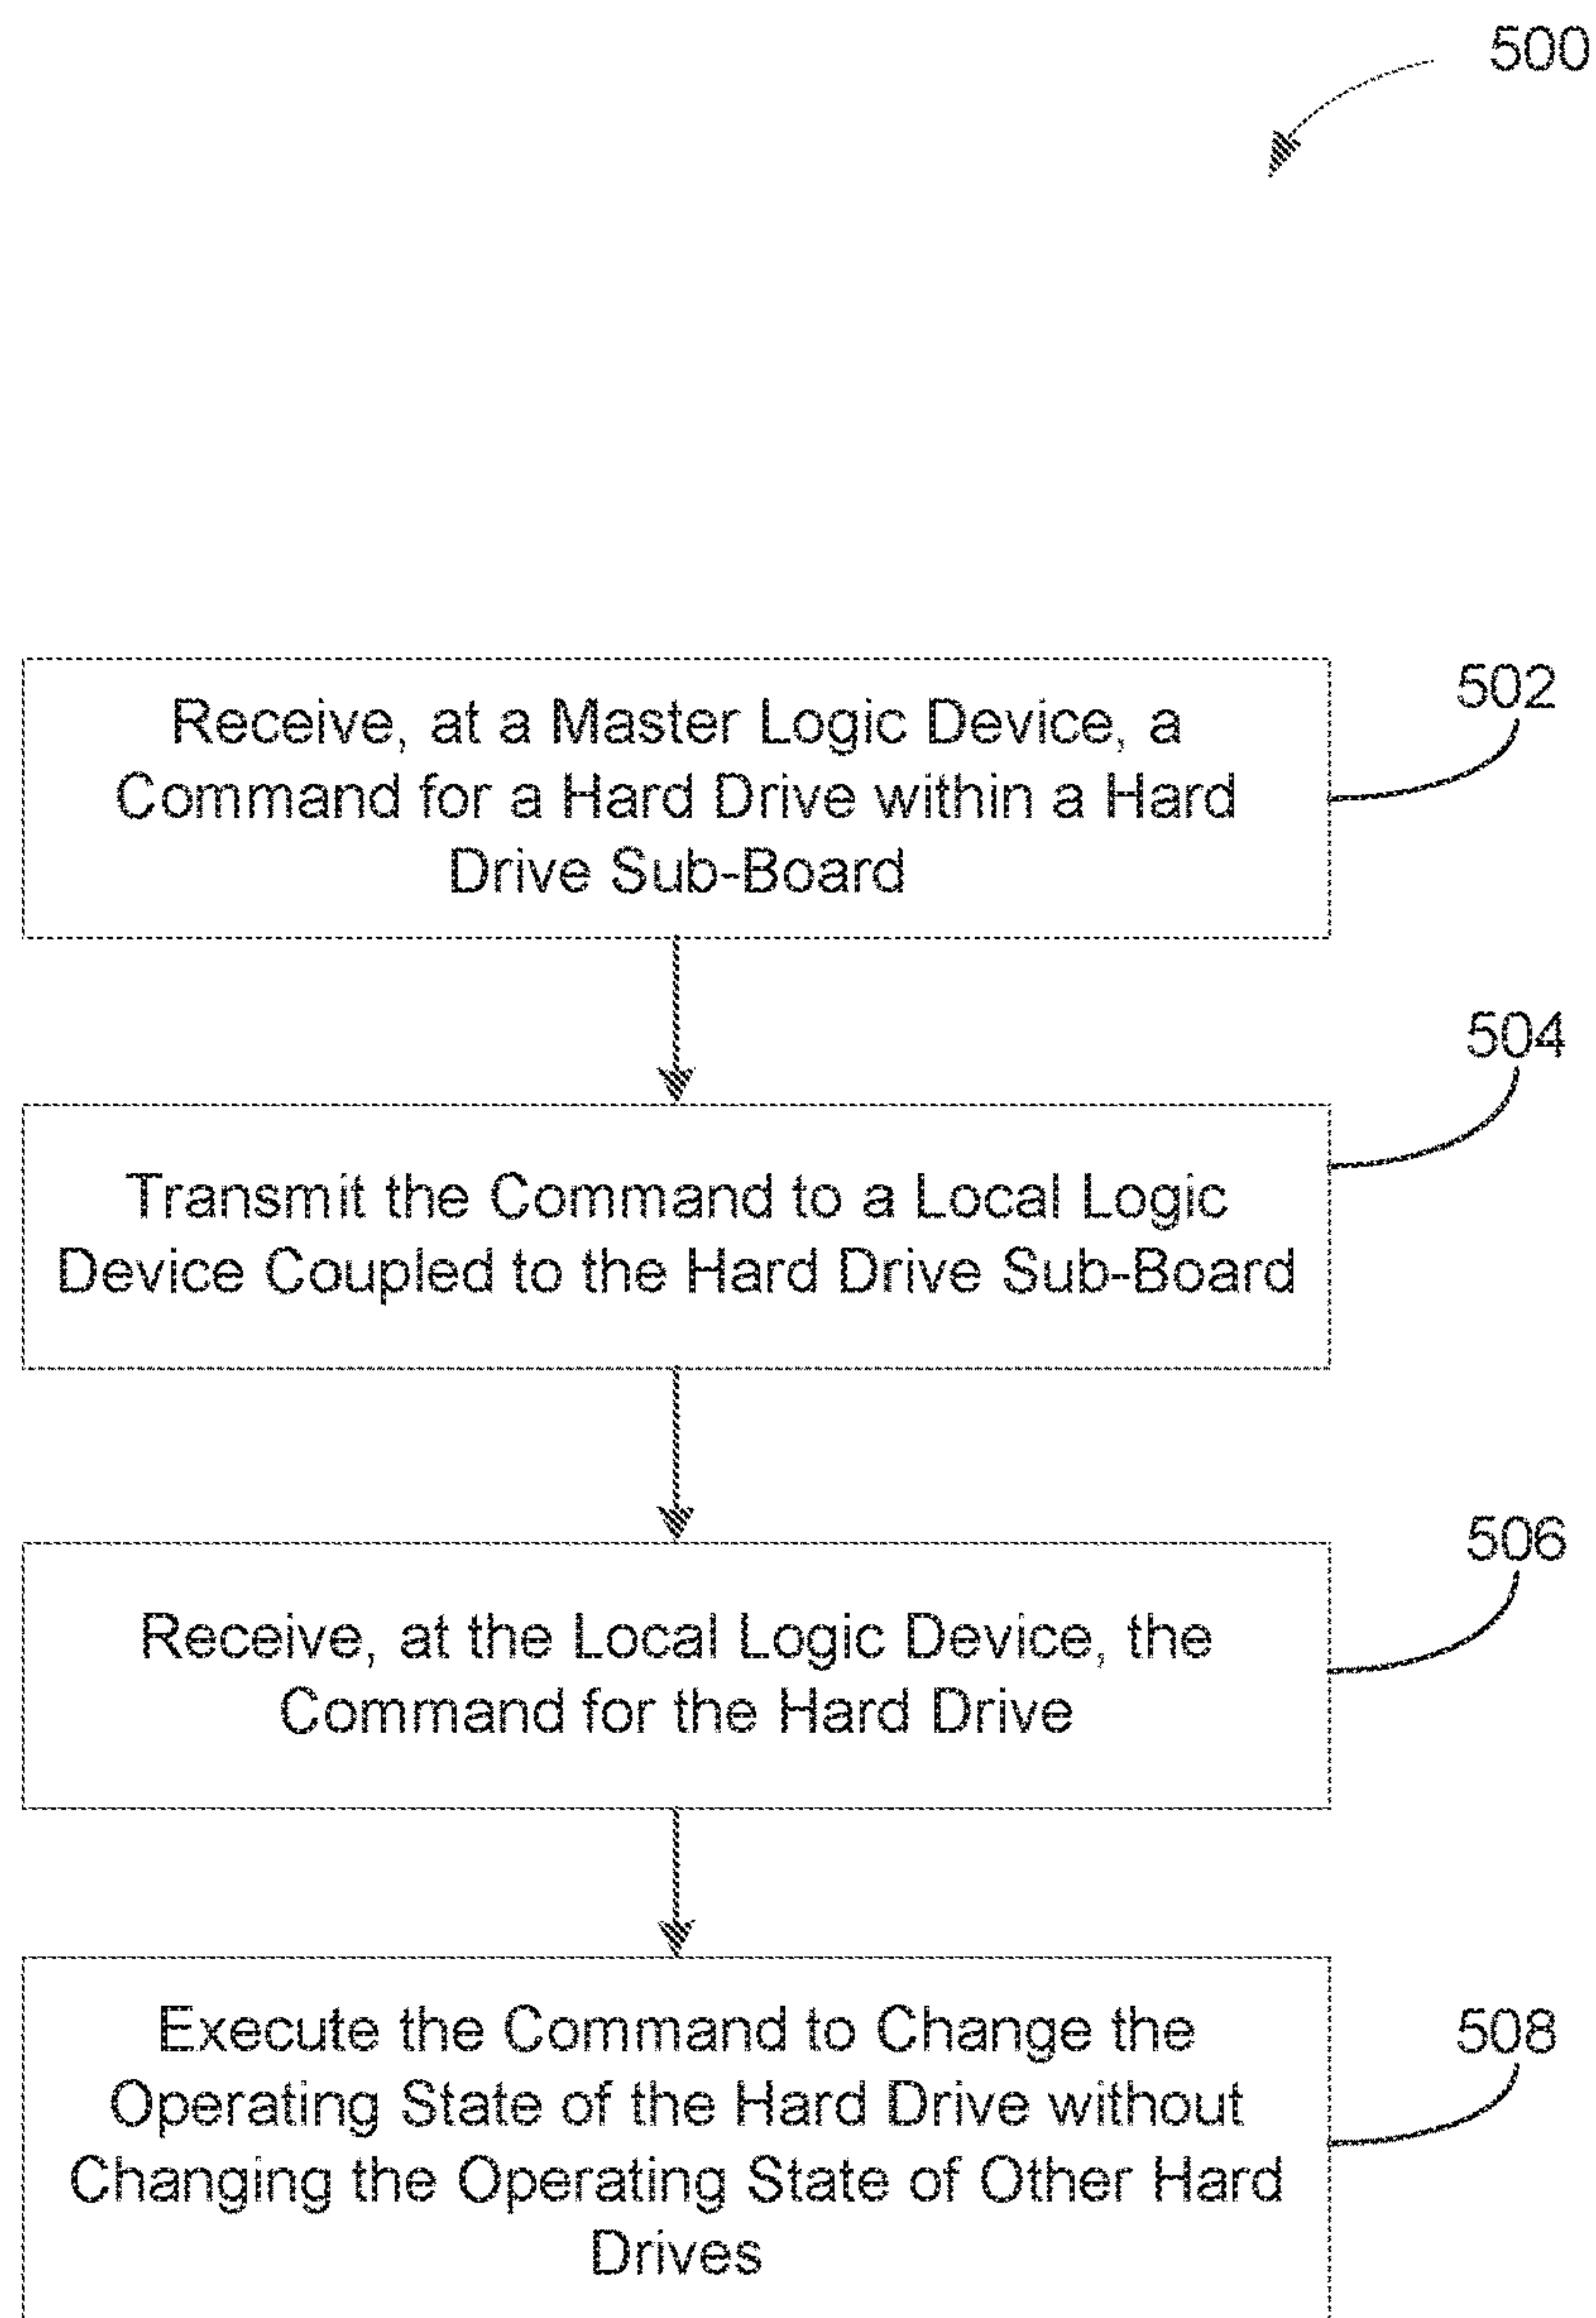 500
Receive, at a Master Logic Device, a
Command for a Hard Drive within a Hard
Drive Sub-Board
502
Transmit the Command to a Local Logic
Device Coupled to the Hard Drive Sub-Board
504
Receive, at the Local Logic Device, the
Command for the Hard Drive
506
Execute the Command to Change the
Operating State of the Hard Drive without
Changing the Operating State of Other Hard
Drives
508